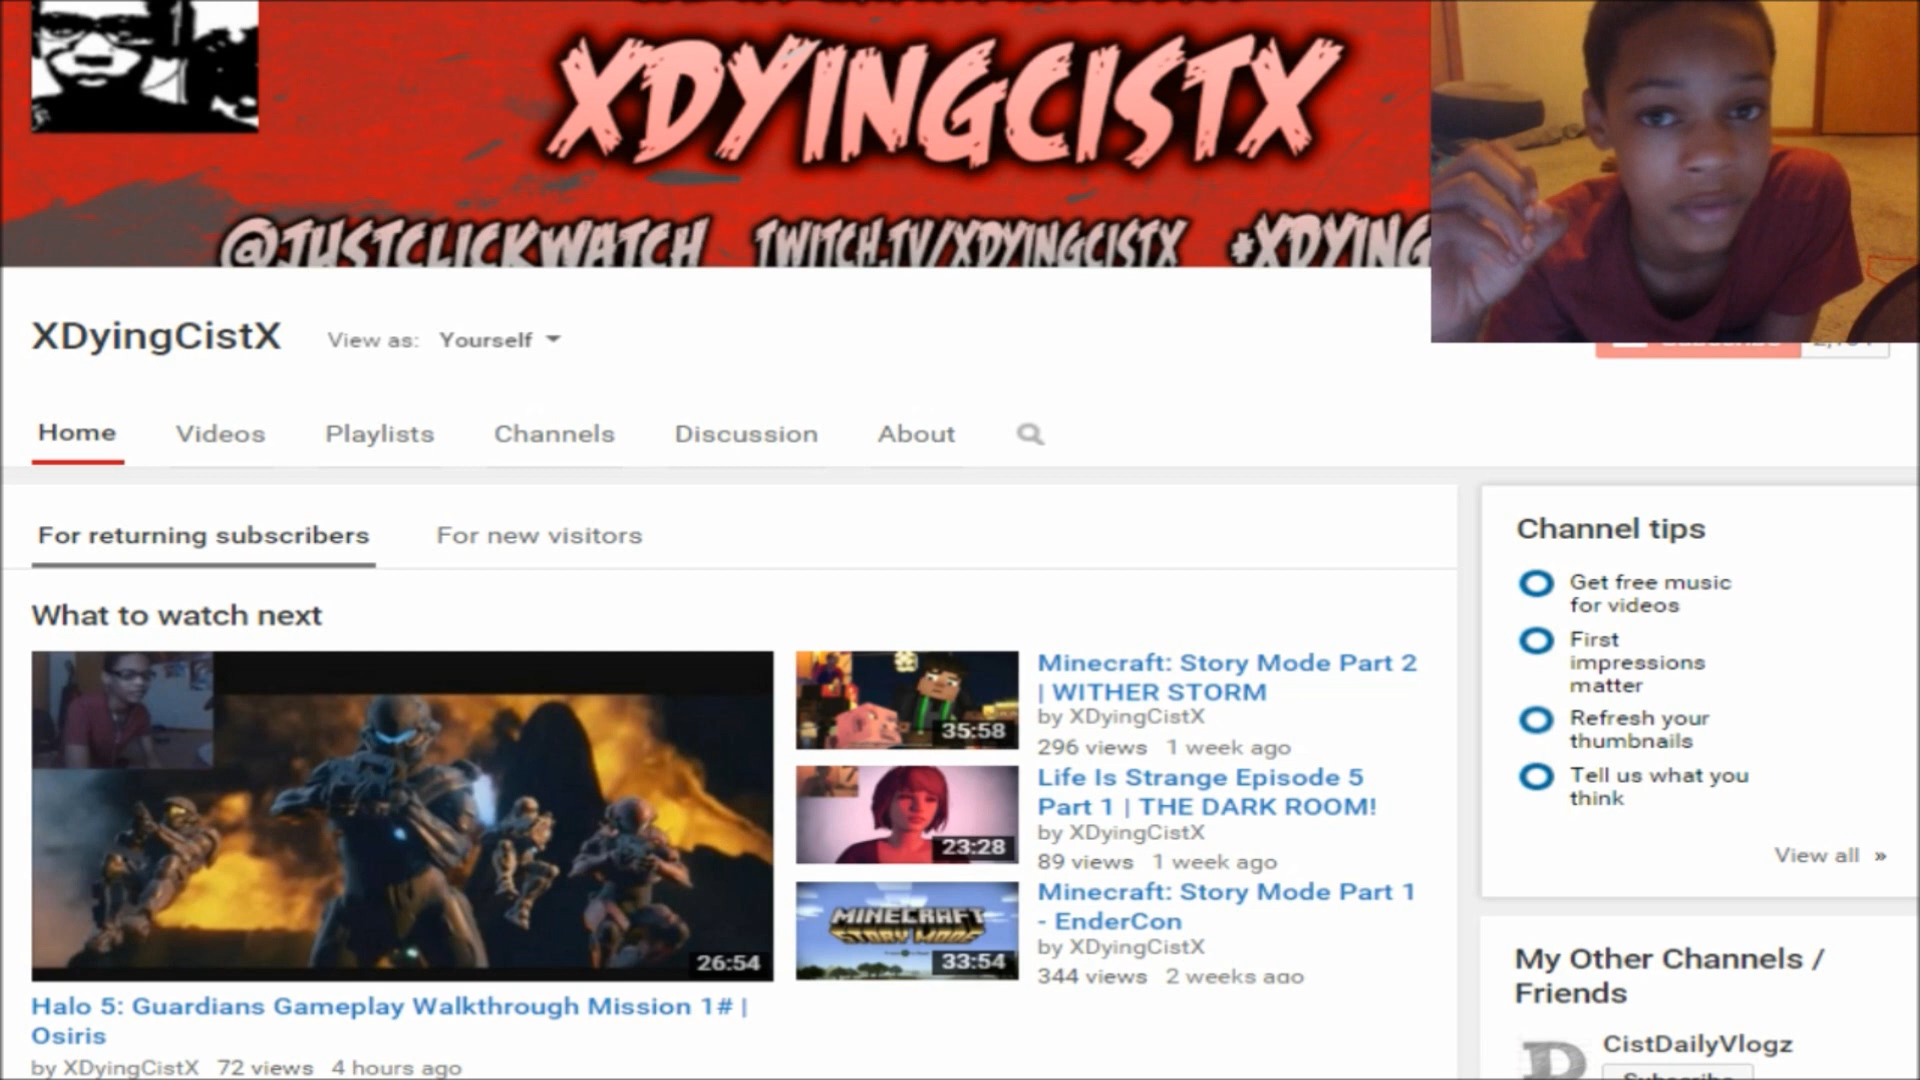 XDYINGCISTX
@JUSTCLICKWATCH TWITCH.TV/XDYINGCISTX #XDYING
XDyingCistX View as: Yourself
Home Videos Playlists Channels Discussion About
For returning subscribers For new visitors
What to watch next
26:54
Halo 5: Guardians Gameplay Walkthrough Mission 1# |
Osiris
by XDyingCistX 72 views 4 hours ago
35:58
Minecraft: Story Mode Part 2
| WITHER STORM
by XDyingCistX
296 views 1 week ago
23:28
Life Is Strange Episode 5
Part 1 | THE DARK ROOM!
by XDyingCistX
89 views 1 week ago
MINECRAFT
STORY MODE
33:54
Minecraft: Story Mode Part 1
- EnderCon
by XDyingCistX
344 views 2 weeks ago
Channel tips
Get free music
for videos
First
impressions
matter
Refresh your
thumbnails
Tell us what you
think
View all »
My Other Channels /
Friends
D
CistDailyVlogz
Subscribe